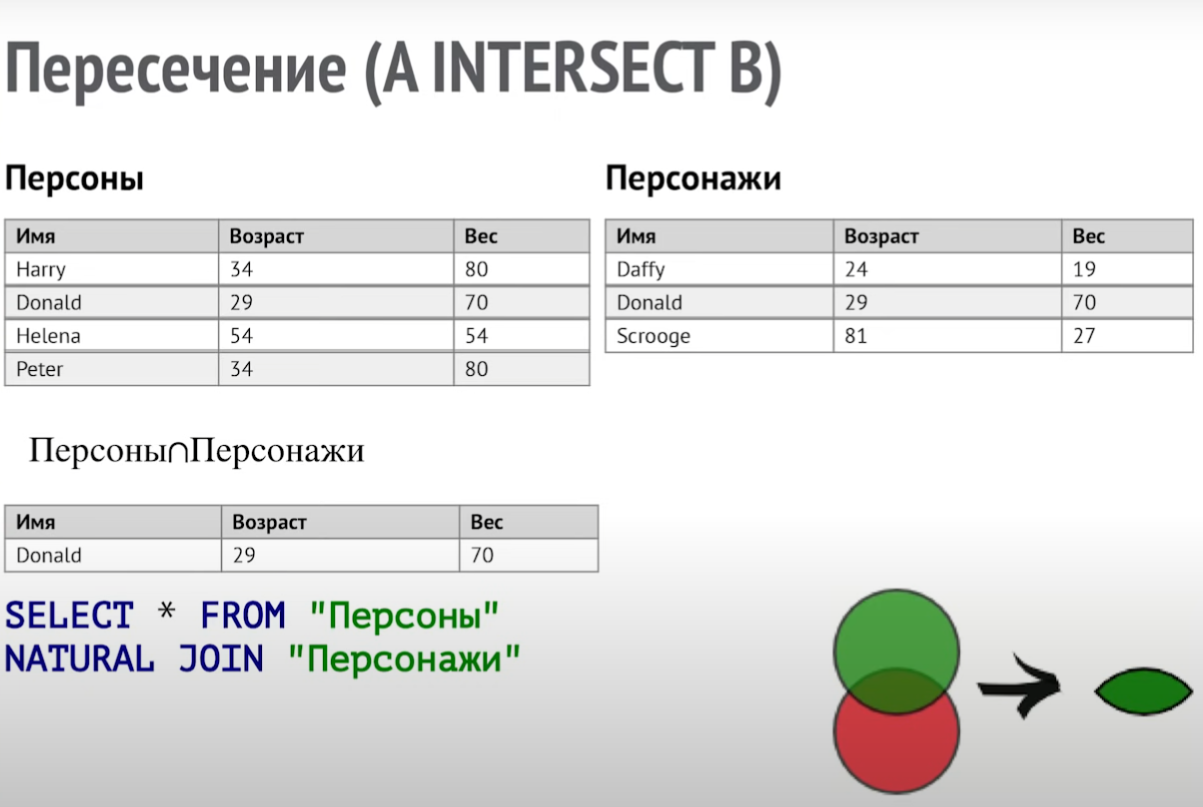 Пересечение (A INTERSECT B)
Персоны
Имя Возраст Вес
Harry 34 80
Donald 29 70
Helena 54 54
Peter 34 80
Персонажи
Имя Возраст Вес
Daffy 24 19
Donald 29 70
Scrooge 81 27
Персоны∩Персонажи
Имя Возраст Вес
Donald 29 70
SELECT * FROM "Персоны"
NATURAL JOIN "Персонажи"